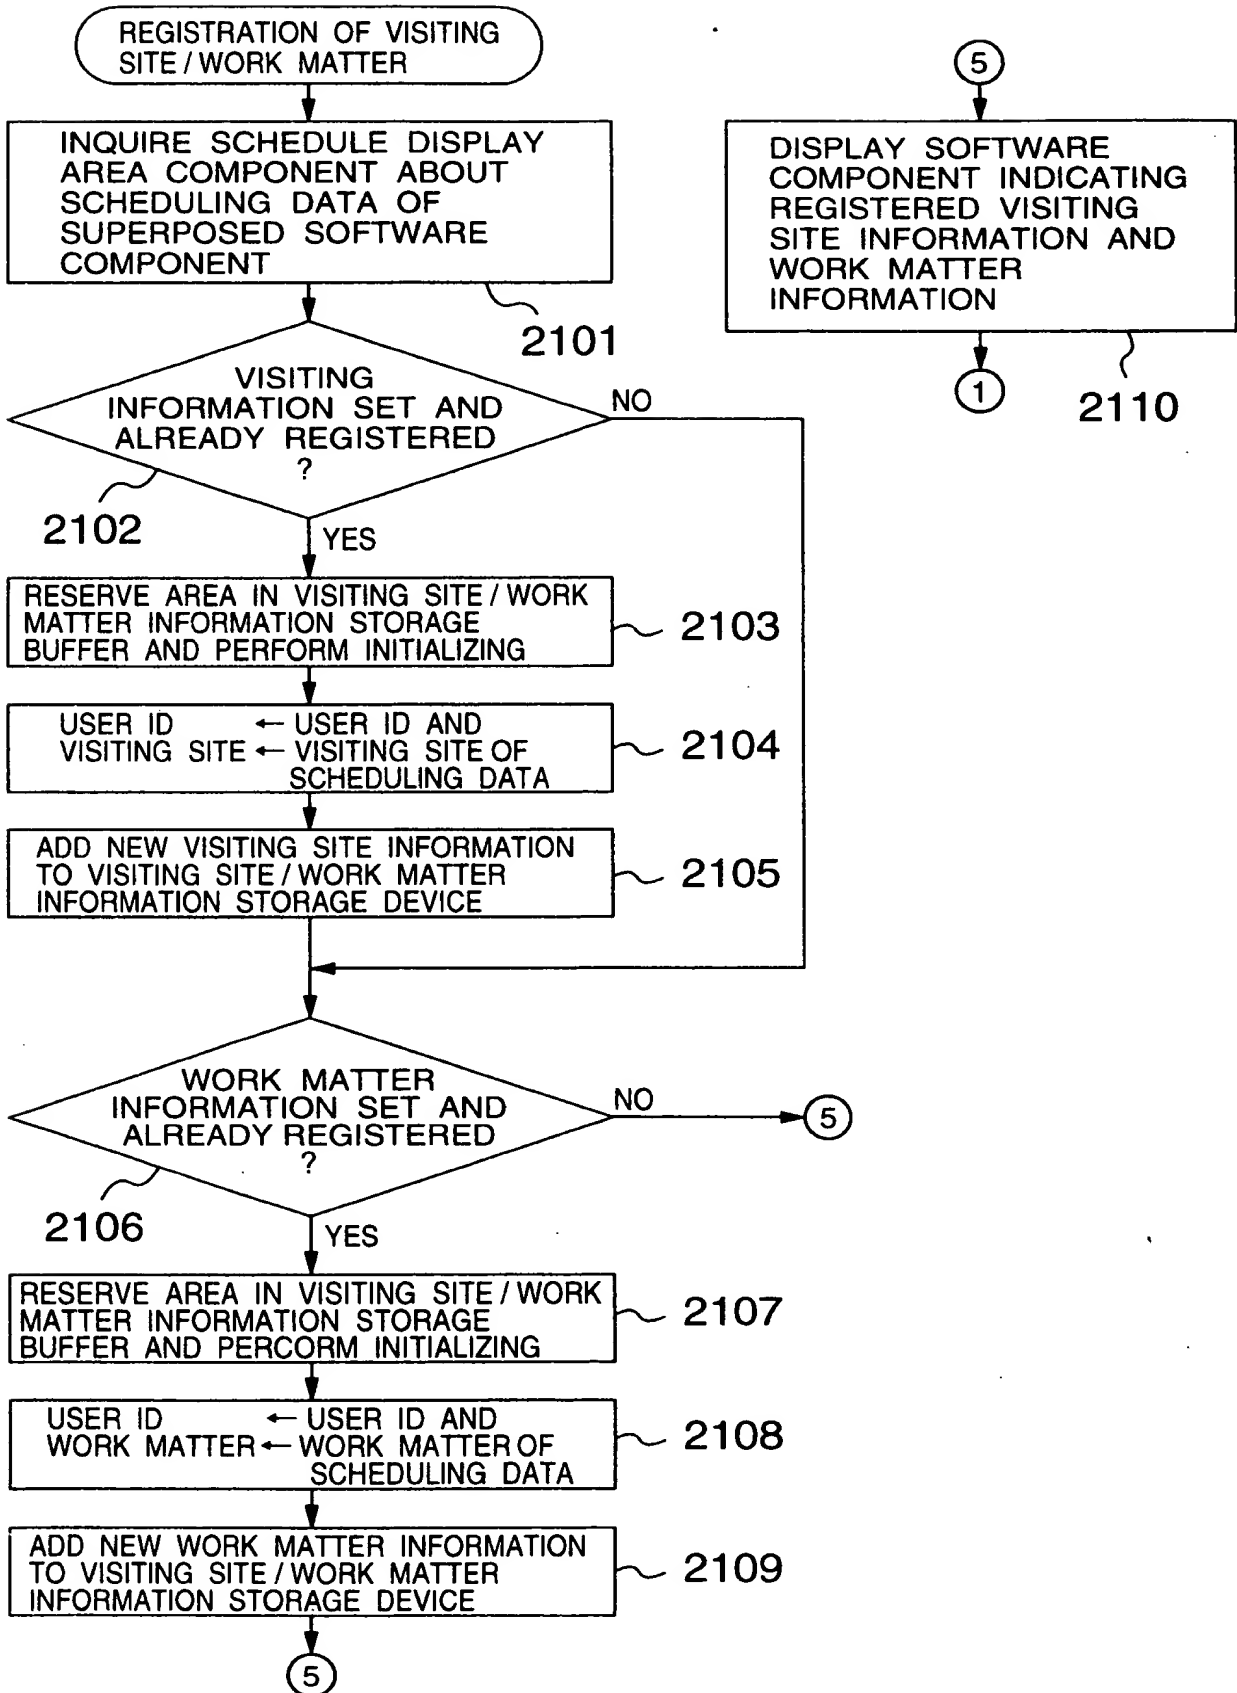 REGISTRATION OF VISITING
SITE/WORK MATTER
INQUIRE SCHEDULE DISPLAY
AREA COMPONENT ABOUT
SCHEDULING DATA OF
SUPERPOSED SOFTWARE
COMPONENT
2101
VISITING
INFORMATION SET AND
ALREADY REGISTERED
?
NO
2102
YES
RESERVE AREA IN VISITING SITE/WORK
MATTER INFORMATION STORAGE
BUFFER AND PERFORM INITIALIZING
2103
USER ID ← USER ID AND
VISITING SITE ← VISITING SITE OF
SCHEDULING DATA
2104
ADD NEW VISITING SITE INFORMATION
TO VISITING SITE/WORK MATTER
INFORMATION STORAGE DEVICE
2105
WORK MATTER
INFORMATION SET AND
ALREADY REGISTERED
?
NO
5
2106
YES
RESERVE AREA IN VISITING SITE/WORK
MATTER INFORMATION STORAGE
BUFFER AND PERCORM INITIALIZING
2107
USER ID ← USER ID AND
WORK MATTER ← WORK MATTER OF
SCHEDULING DATA
2108
ADD NEW WORK MATTER INFORMATION
TO VISITING SITE/WORK MATTER
INFORMATION STORAGE DEVICE
2109
5
5
DISPLAY SOFTWARE
COMPONENT INDICATING
REGISTERED VISITING
SITE INFORMATION AND
WORK MATTER
INFORMATION
2110
1